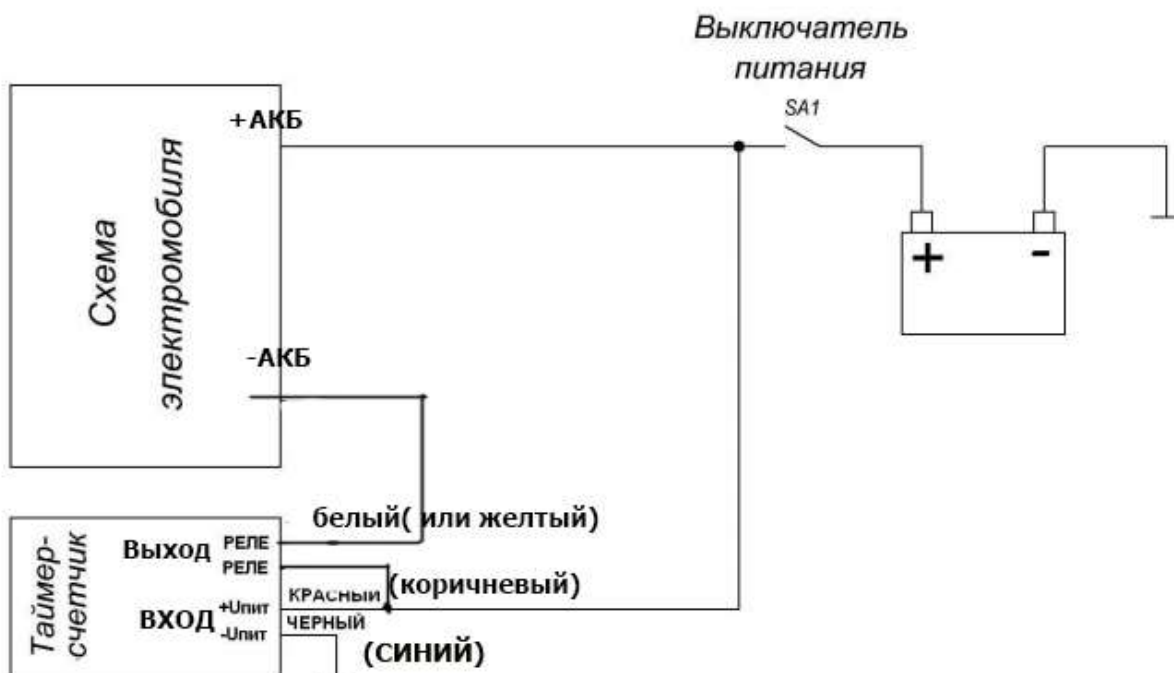 Выключатель
питания
SA1
+АКБ
Схема
электромобиля
+ -
-АКБ
белый( или желтый)
Таймер-
счетчик
Выход РЕЛЕ
РЕЛЕ
(коричневый)
КРАСНЫЙ
ВХОД +Uпит
ЧЕРНЫЙ
-Uпит
(СИНИЙ)